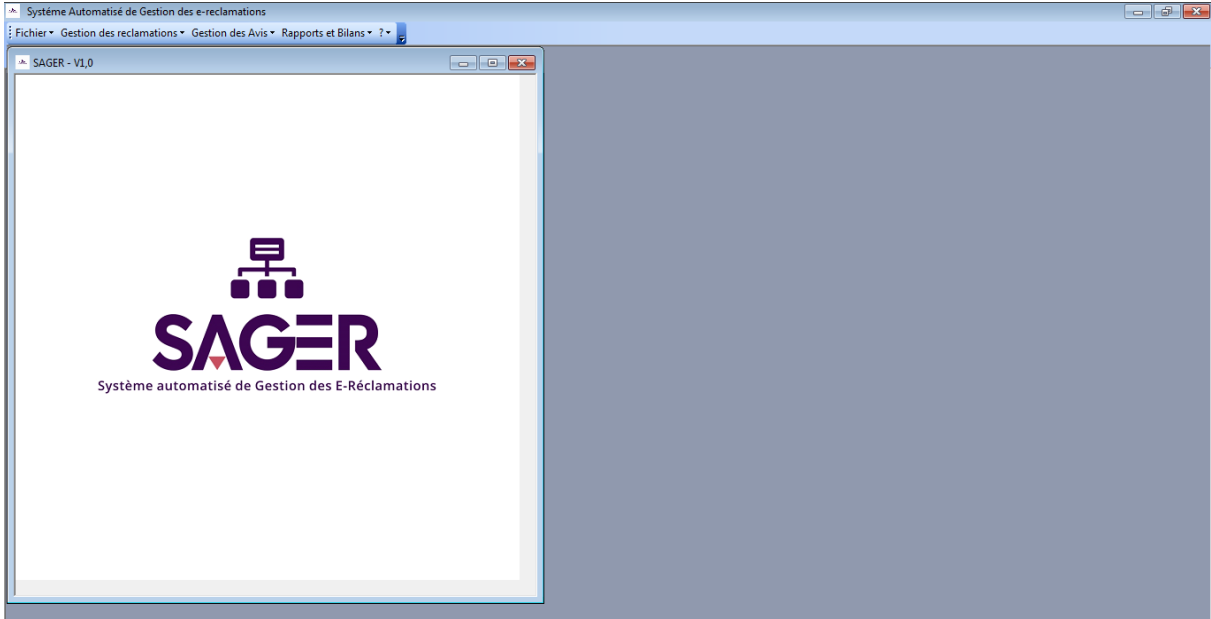 Systéme Automatisé de Gestion des e-reclamations
Fichier Gestion des reclamations Gestion des Avis Rapports et Bilans ?
SAGER - V1,0
SAGER
Système automatisé de Gestion des E-Réclamations